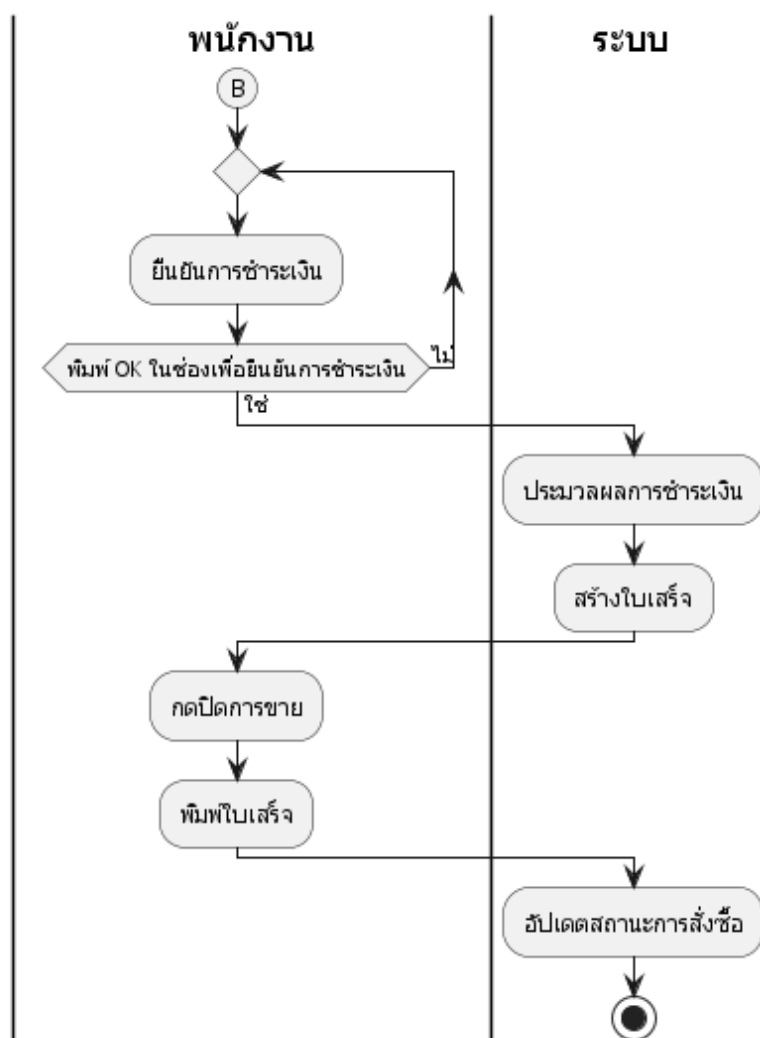 พนักงาน
ระบบ
B
ยืนยันการชำระเงิน
พิมพ์ OK ในช่องเพื่อยืนยันการชำระเงิน
ไม่
ใช่
ประมวลผลการชำระเงิน
สร้างใบเสร็จ
กดปิดการขาย
พิมพ์ใบเสร็จ
อัปเดตสถานะการสั่งซื้อ